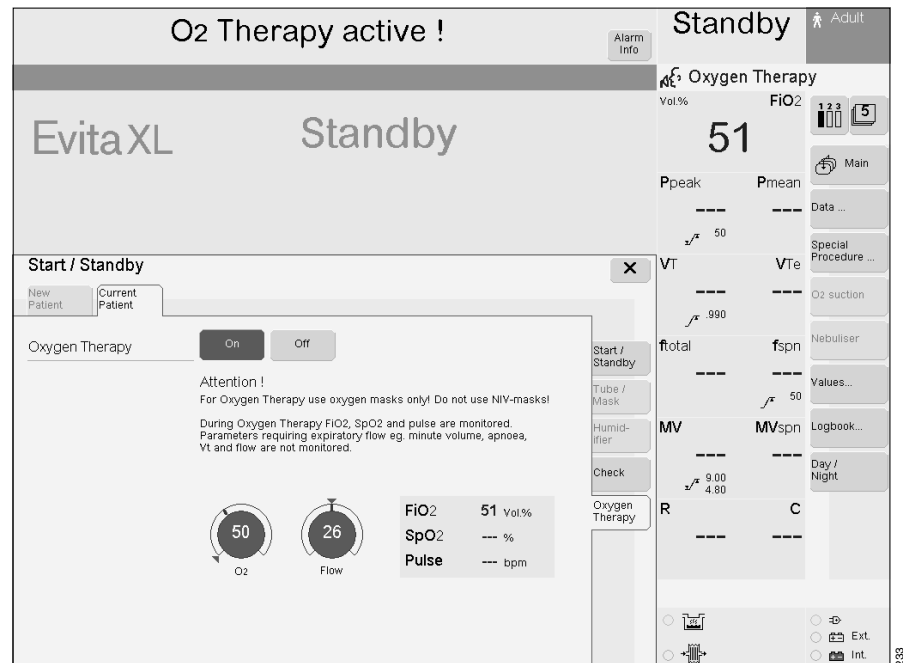 O2 Therapy active !
Alarm
Info
Standby
Adult
Evita XL
Standby
Oxygen Therapy
Vol.%
FiO2
51
1 2 3
5
Main
Ppeak
Pmean
---
---
50
Data ...
Special
Procedure ...
Start / Standby
VT
VTe
---
---
.990
O2 suction
New
Patient
Current
Patient
Oxygen Therapy
On
Off
Attention !
For Oxygen Therapy use oxygen masks only! Do not use NIV-masks!
During Oxygen Therapy FiO2, SpO2 and pulse are monitored.
Parameters requiring expiratory flow eg. minute volume, apnoea,
Vt and flow are not monitored.
Start /
Standby
Tube /
Mask
Humid-
ifier
Check
Oxygen
Therapy
ftotal
fspn
---
---
50
Nebuliser
Values...
MV
MVspn
---
---
9.00
4.80
Logbook...
Day /
Night
50
O2
26
Flow
FiO2 51 Vol.%
SpO2 --- %
Pulse --- bpm
R
C
---
---
Ext.
Int.
233